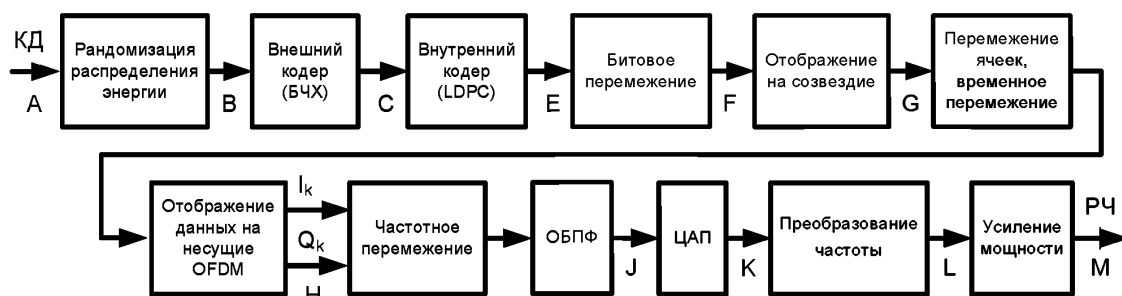 КД
A
Рандомизация
распределения
энергии
B
Внешний
кодер
(БЧХ)
C
Внутренний
кодер
(LDPC)
E
Битовое
перемежение
F
Отображение
на созвездие
G
Перемежение
ячеек,
временное
перемежение
Отображение
данных на
несущие
OFDM
Ik
Qk
H
Частотное
перемежение
ОБПФ
J
ЦАП
K
Преобразование
частоты
L
Усиление
мощности
РЧ
M